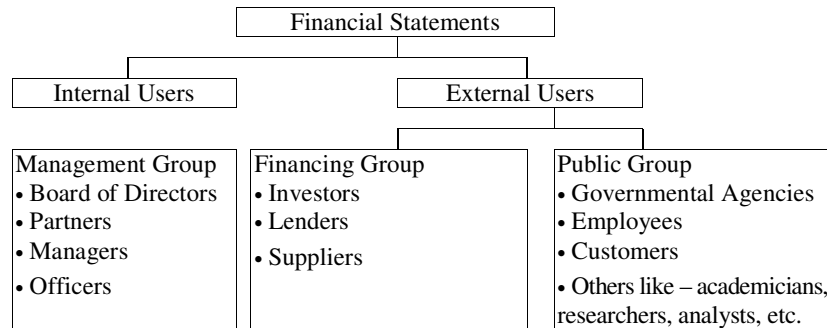 Financial Statements
Internal Users
External Users
Management Group
• Board of Directors
• Partners
• Managers
• Officers
Financing Group
• Investors
• Lenders
• Suppliers
Public Group
• Governmental Agencies
• Employees
• Customers
• Others like – academicians,
researchers, analysts, etc.